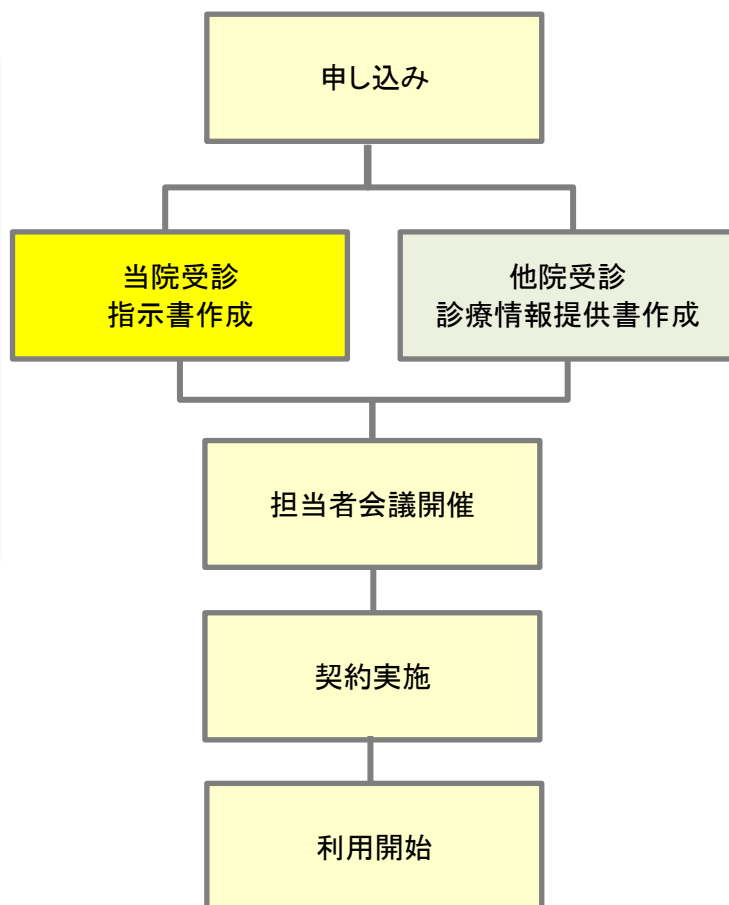 申し込み
当院受診
指示書作成
他院受診
診療情報提供書作成
担当者会議開催
契約実施
利用開始